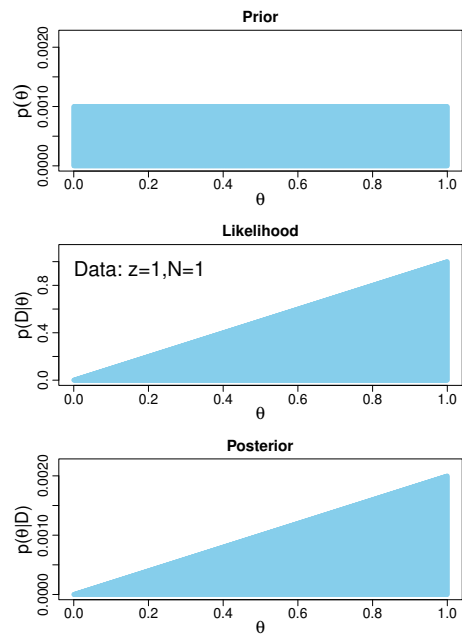 Prior
p(θ)
0.0000 0.0010 0.0020
0.0 0.2 0.4 0.6 0.8 1.0
θ
Likelihood
Data: z=1,N=1
p(D|θ)
0.0 0.4 0.8
0.0 0.2 0.4 0.6 0.8 1.0
θ
Posterior
p(θ|D)
0.0000 0.0010 0.0020
0.0 0.2 0.4 0.6 0.8 1.0
θ